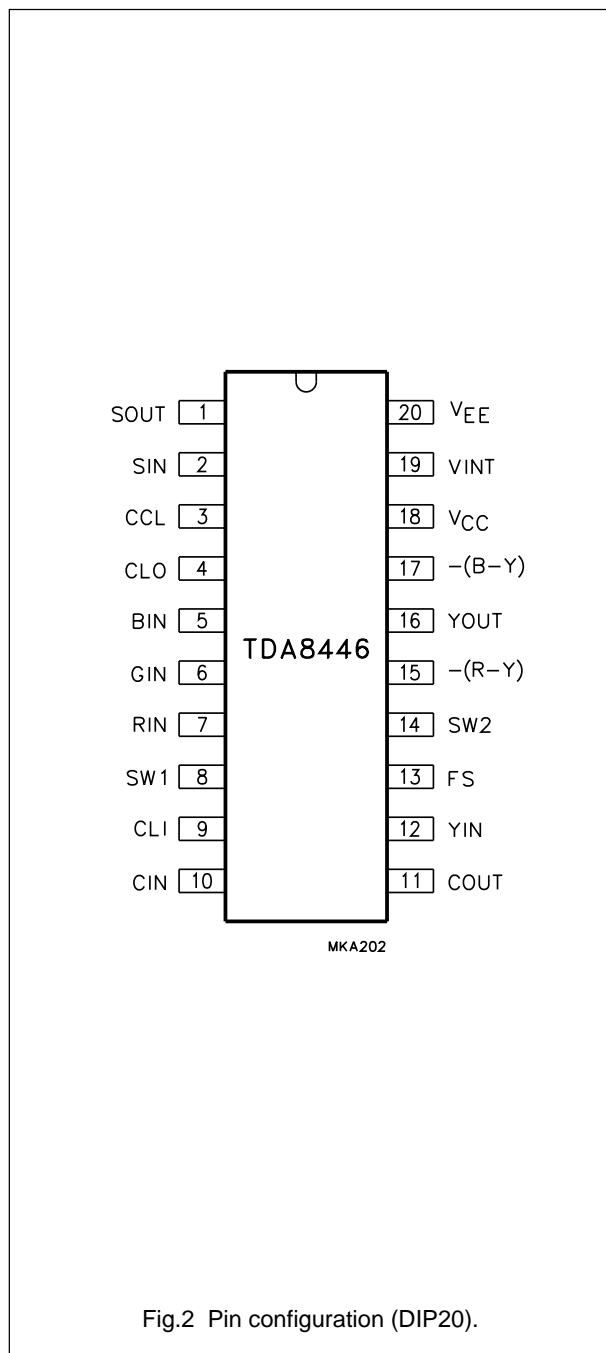 SOUT 1 20 VEE
SIN 2 19 VINT
CCL 3 18 VCC
CLO 4 17 -(B-Y)
BIN 5 16 YOUT
TDA8446
GIN 6 15 -(R-Y)
RIN 7 14 SW2
SW1 8 13 FS
CLI 9 12 YIN
CIN 10 11 COUT
MKA202
Fig.2 Pin configuration (DIP20).